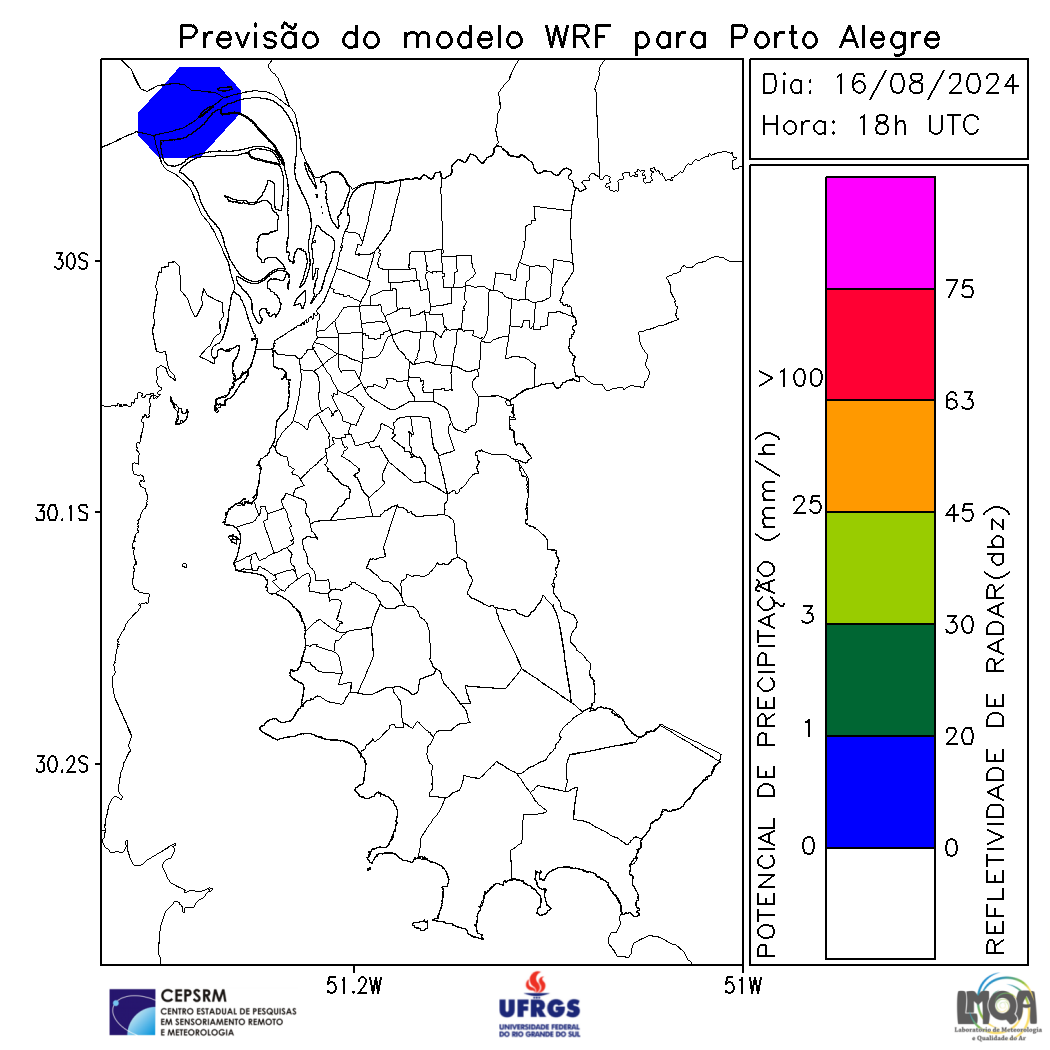 Previsão do modelo WRF para Porto Alegre
Dia: 16/08/2024
Hora: 18h UTC
30S
30.1S
30.2S
51.2W
51W
POTENCIAL DE PRECIPITAÇÃO (mm/h)
>100
25
3
1
0
75
63
45
30
20
0
REFLETIVIDADE DE RADAR(dbz)
CEPSRM
CENTRO ESTADUAL DE PESQUISAS
EM SENSORIAMENTO REMOTO
E METEOROLOGIA
UFRGS
UNIVERSIDADE FEDERAL
DO RIO GRANDE DO SUL
LMQA
Laboratório de Meteorologia
e Qualidade do Ar